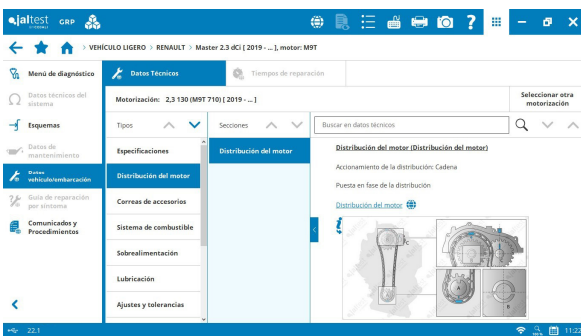 jaltest GRP
VEHÍCULO LIGERO > RENAULT > Master 2.3 dCi [ 2019 - ... ], motor: M9T
Menú de diagnóstico
Datos técnicos del
sistema
Esquemas
Datos de
mantenimiento
Datos
vehículo/embarcación
Guía de reparación
por síntoma
Comunicados y
Procedimientos
Datos Técnicos
Tiempos de reparación
Motorización: 2,3 130 (M9T 710) [ 2019 - ... ]
Seleccionar otra
motorización
Tipos
Secciones
Buscar en datos técnicos
Especificaciones
Distribución del motor
Correas de accesorios
Sistema de combustible
Sobrealimentación
Lubricación
Ajustes y tolerancias
Distribución del motor
Distribución del motor (Distribución del motor)
Accionamiento de la distribución: Cadena
Puesta en fase de la distribución
Distribución del motor
C
A
B
22.1
100%
11:22